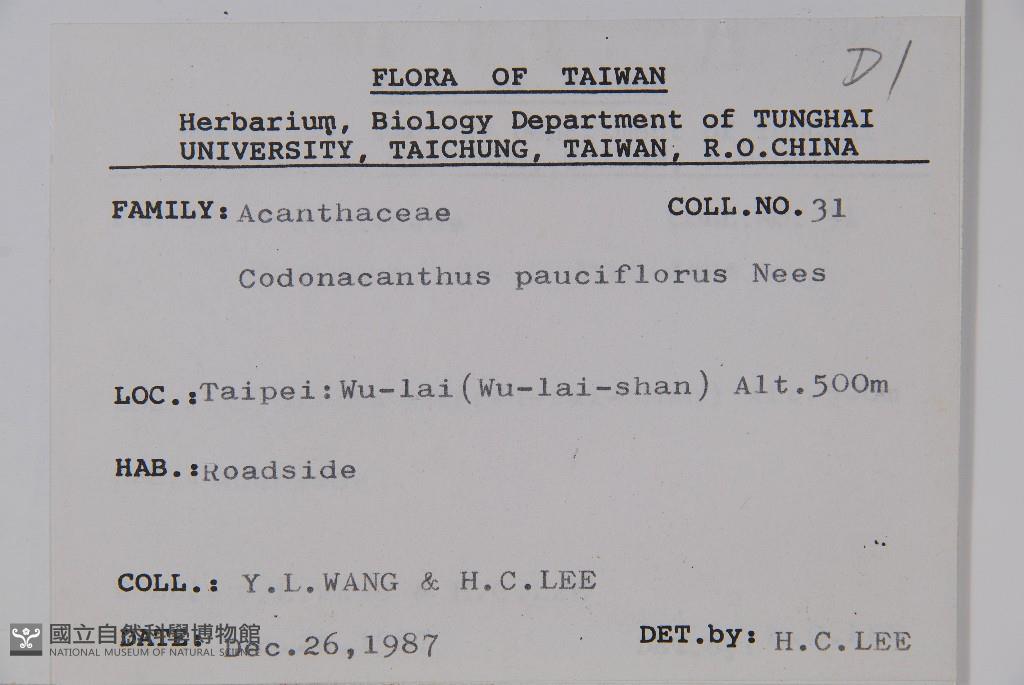 D1
FLORA OF TAIWAN
Herbarium, Biology Department of TUNGHAI
UNIVERSITY, TAICHUNG, TAIWAN, R.O.CHINA
FAMILY: Acanthaceae COLL.NO. 31
Codonacanthus pauciflorus Nees
LOC.: Taipei:Wu-lai(Wu-lai-shan) Alt.500m
HAB.: Roadside
COLL.: Y.L.WANG & H.C.LEE
DATE: Dec.26,1987 DET.by: H.C.LEE
國立自然科學博物館
NATIONAL MUSEUM OF NATURAL SCIENCE